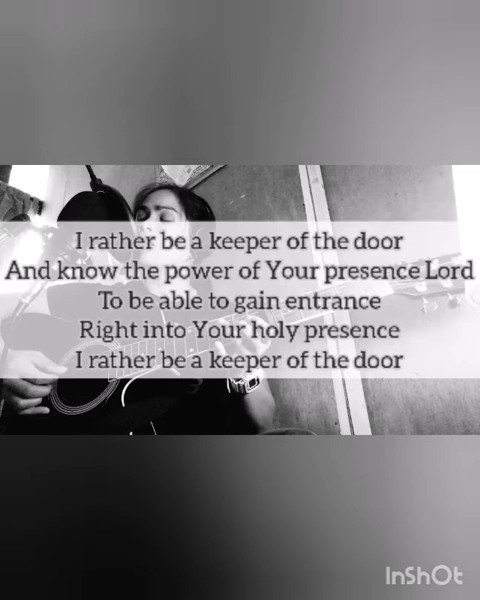 I rather be a keeper of the door
And know the power of Your presence Lord
To be able to gain entrance
Right into Your holy presence
I rather be a keeper of the door
InShOt